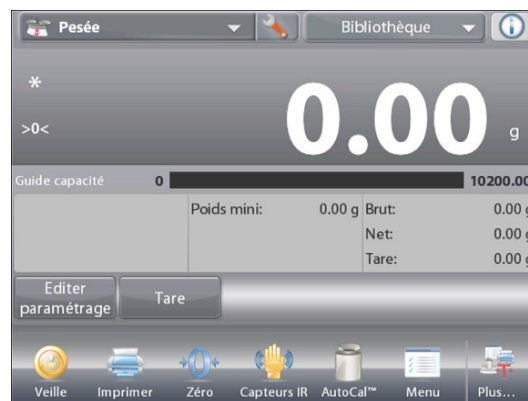 Pesée Bibliothèque
*
>0< 0.00 g
Guide capacité 0 10200.00
Poids mini: 0.00 g Brut: 0.00 g
Net: 0.00 g
Tare: 0.00 g
Editer paramétrage Tare
Veille Imprimer Zéro Capteurs IR AutoCal™ Menu Plus...